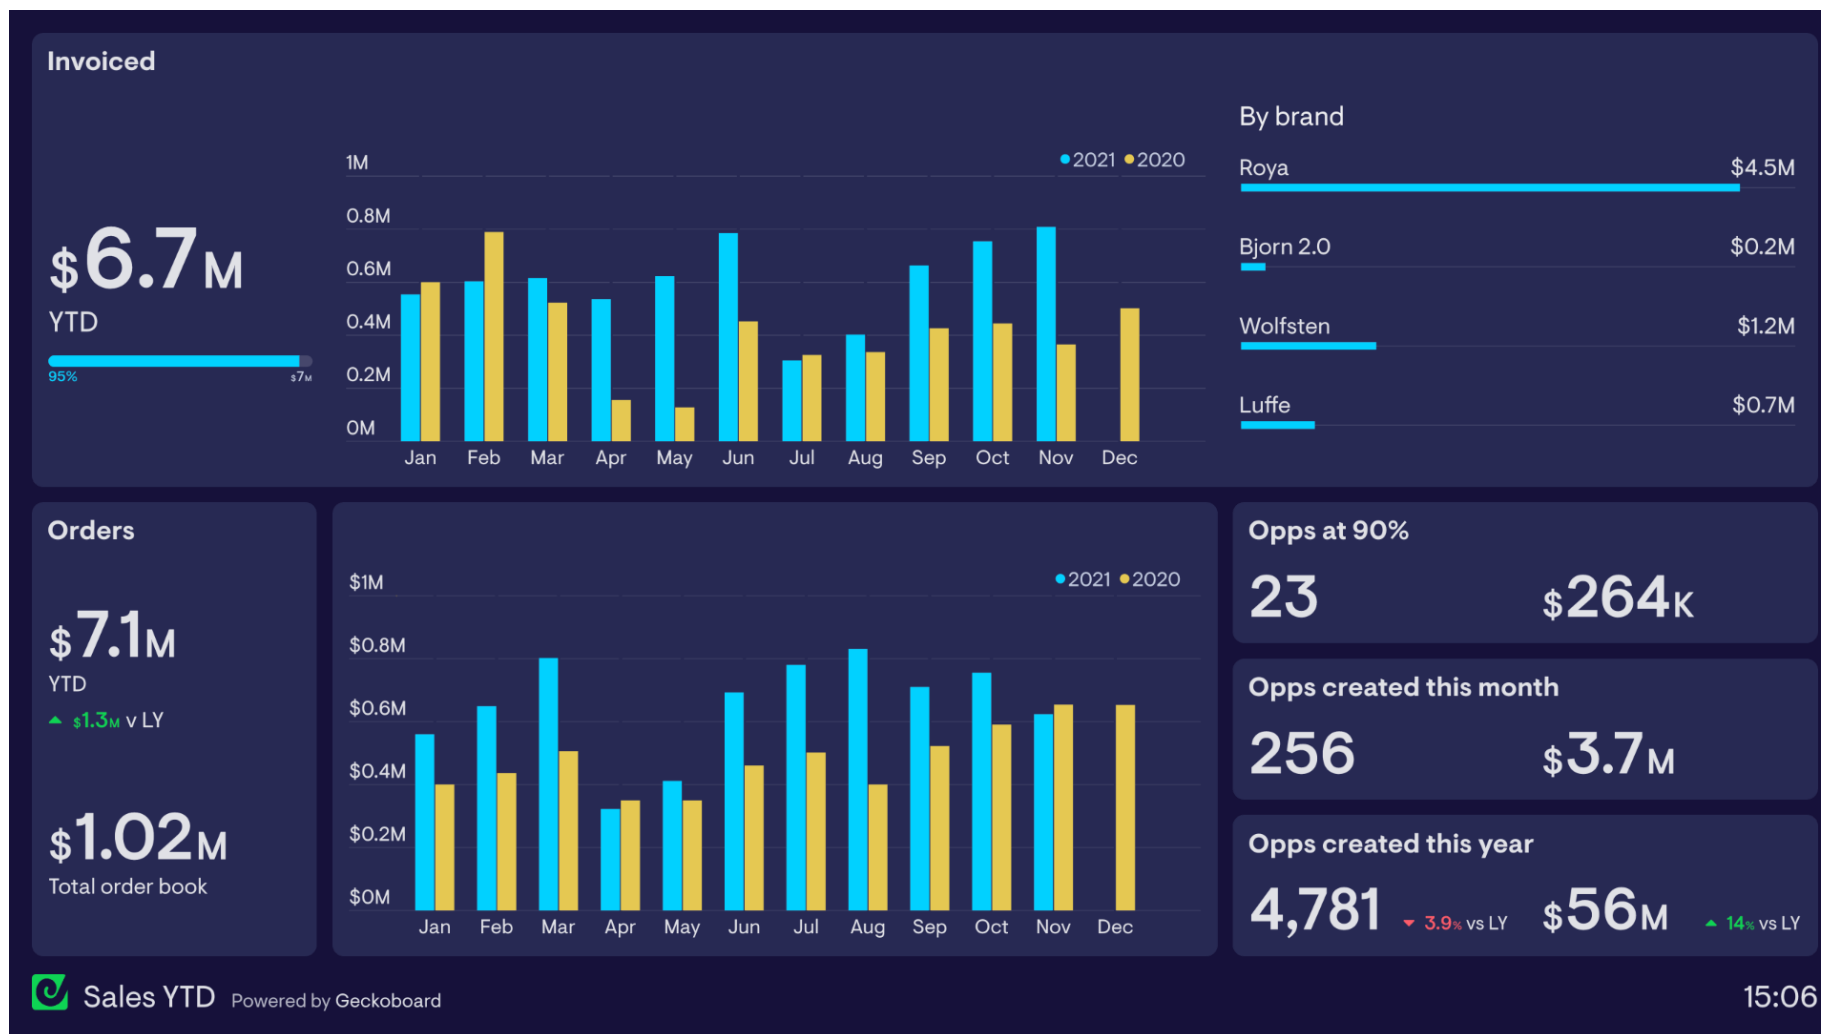 Invoiced
$6.7M
YTD
95% $7M
2021 2020
1M
0.8M
0.6M
0.4M
0.2M
0M
Jan Feb Mar Apr May Jun Jul Aug Sep Oct Nov Dec
By brand
Roya $4.5M
Bjorn 2.0 $0.2M
Wolfsten $1.2M
Luffe $0.7M
Orders
$7.1M
YTD
$1.3M v LY
$1.02M
Total order book
2021 2020
$1M
$0.8M
$0.6M
$0.4M
$0.2M
$0M
Jan Feb Mar Apr May Jun Jul Aug Sep Oct Nov Dec
Opps at 90%
23 $264K
Opps created this month
256 $3.7M
Opps created this year
4,781 3.9% vs LY $56M 14% vs LY
Sales YTD Powered by Geckoboard
15:06